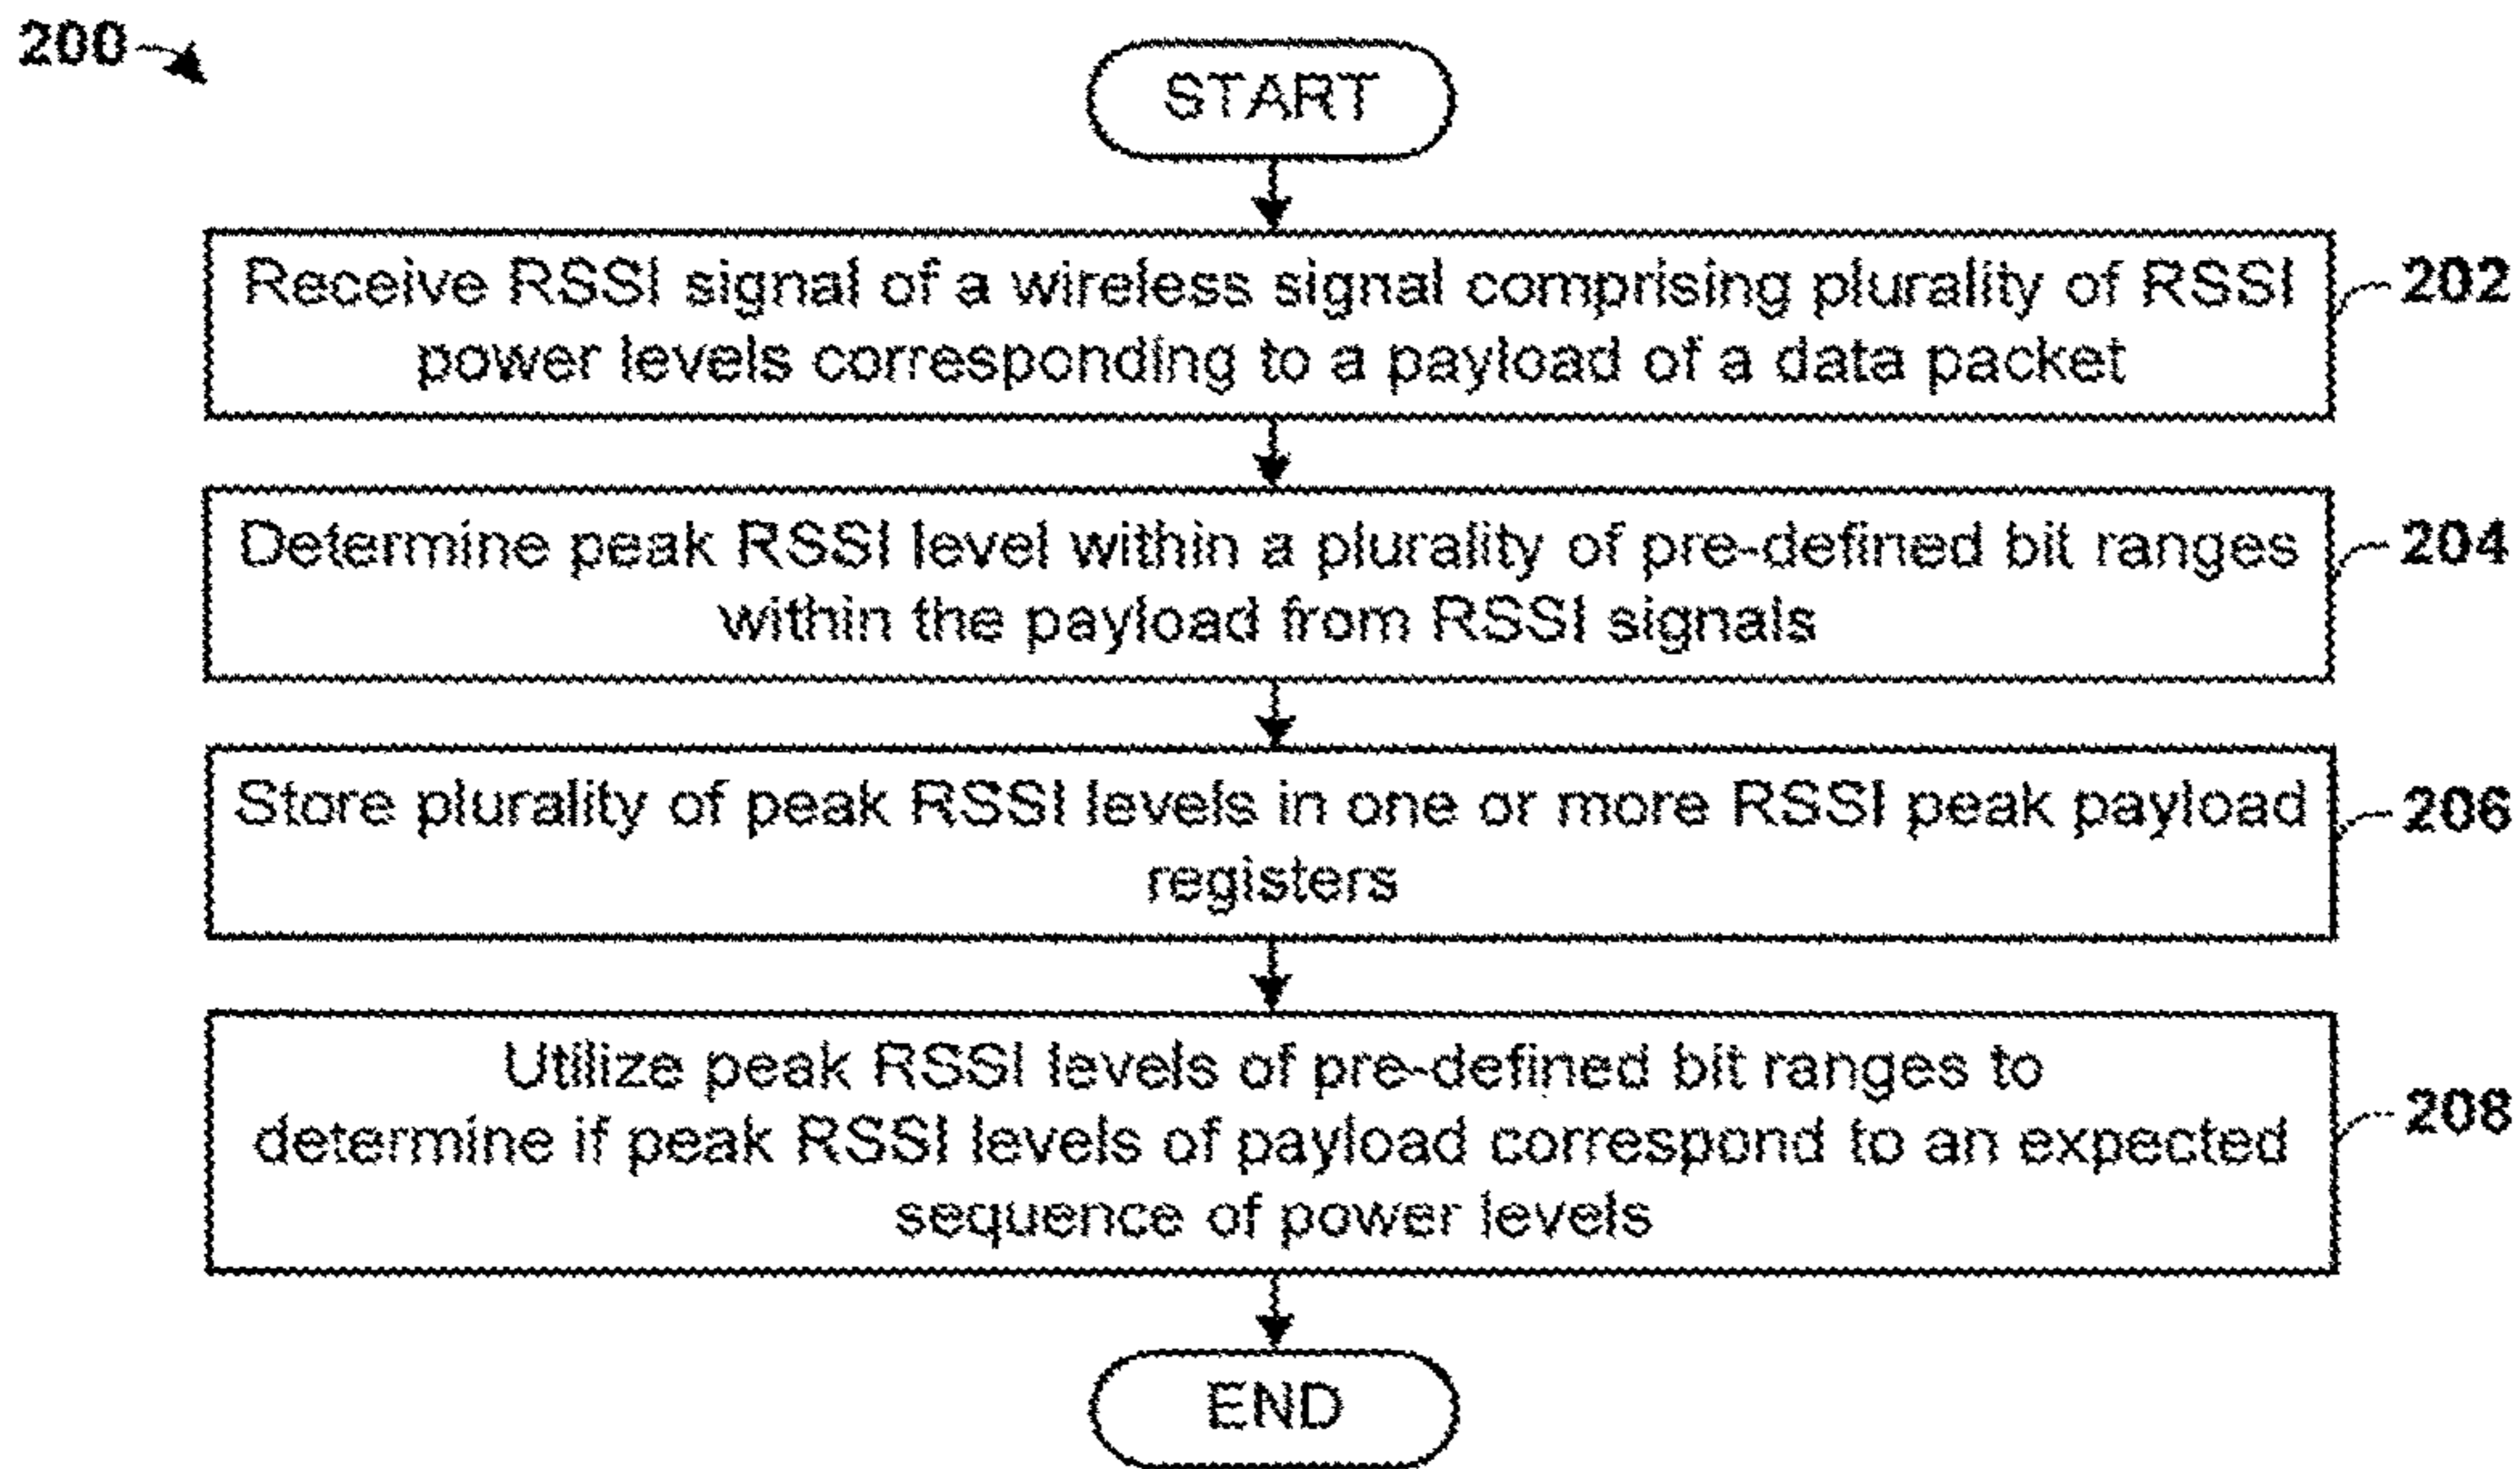 200
START
Receive RSSI signal of a wireless signal comprising plurality of RSSI
power levels corresponding to a payload of a data packet
202
Determine peak RSSI level within a plurality of pre-defined bit ranges
within the payload from RSSI signals
204
Store plurality of peak RSSI levels in one or more RSSI peak payload
registers
206
Utilize peak RSSI levels of pre-defined bit ranges to
determine if peak RSSI levels of payload correspond to an expected
sequence of power levels
208
END